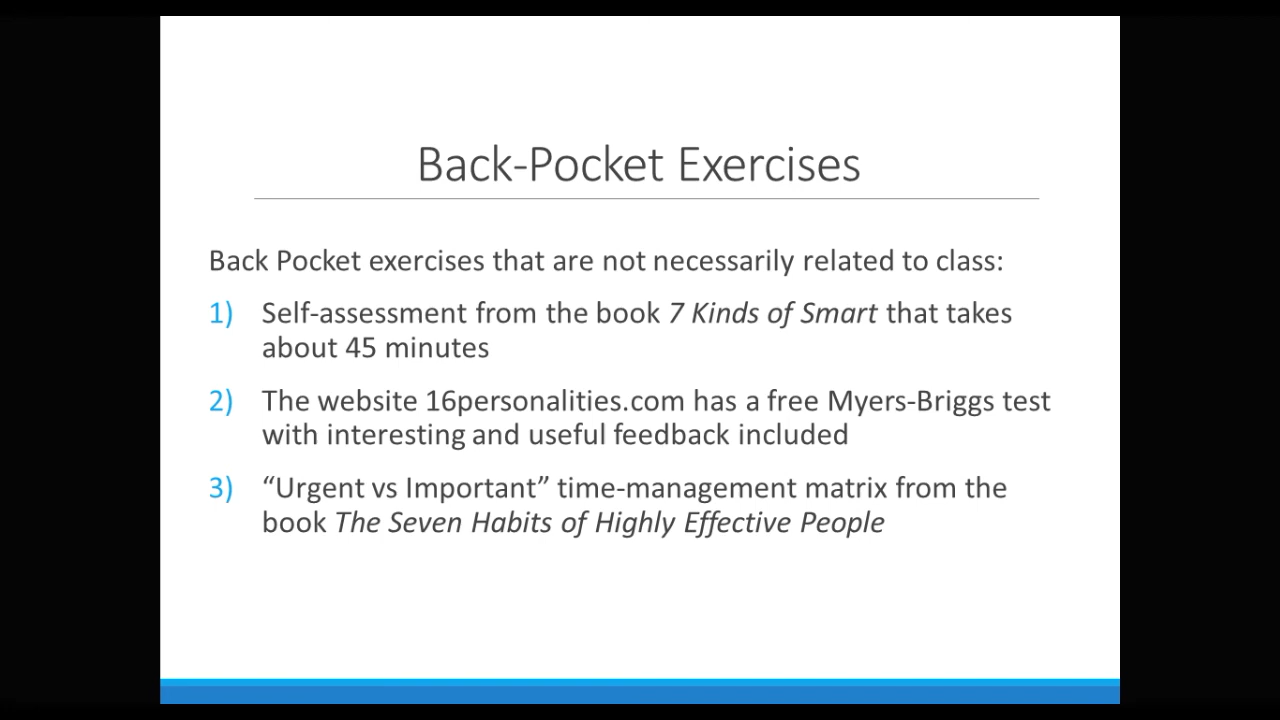 Back-Pocket Exercises
Back Pocket exercises that are not necessarily related to class:
1) Self-assessment from the book 7 Kinds of Smart that takes
about 45 minutes
2) The website 16personalities.com has a free Myers-Briggs test
with interesting and useful feedback included
3) “Urgent vs Important” time-management matrix from the
book The Seven Habits of Highly Effective People